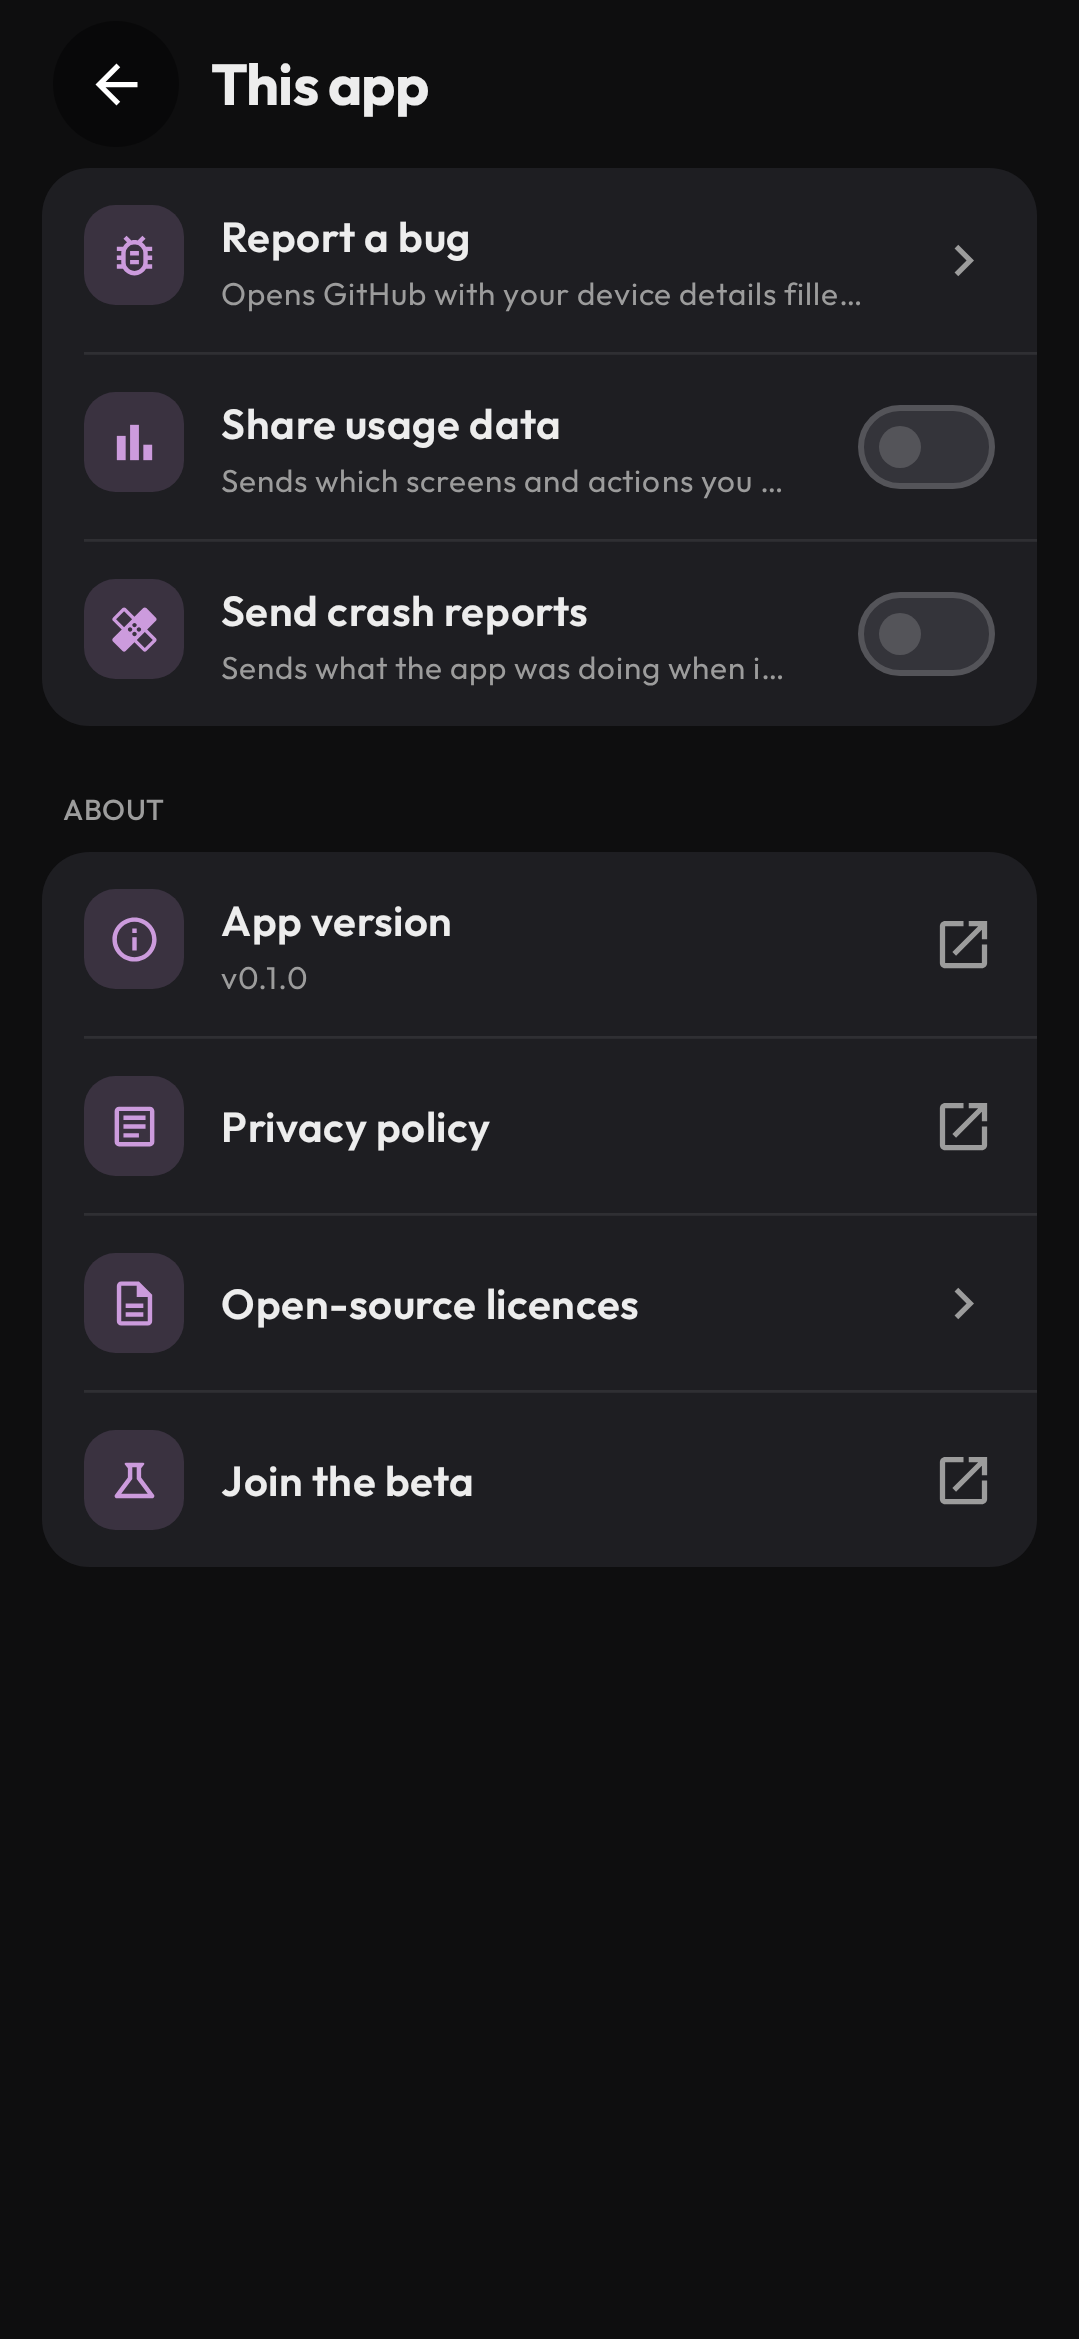 This app
Report a bug
Opens GitHub with your device details fille...
Share usage data
Sends which screens and actions you ...
Send crash reports
Sends what the app was doing when i...
ABOUT
App version
v0.1.0
Privacy policy
Open-source licences
Join the beta